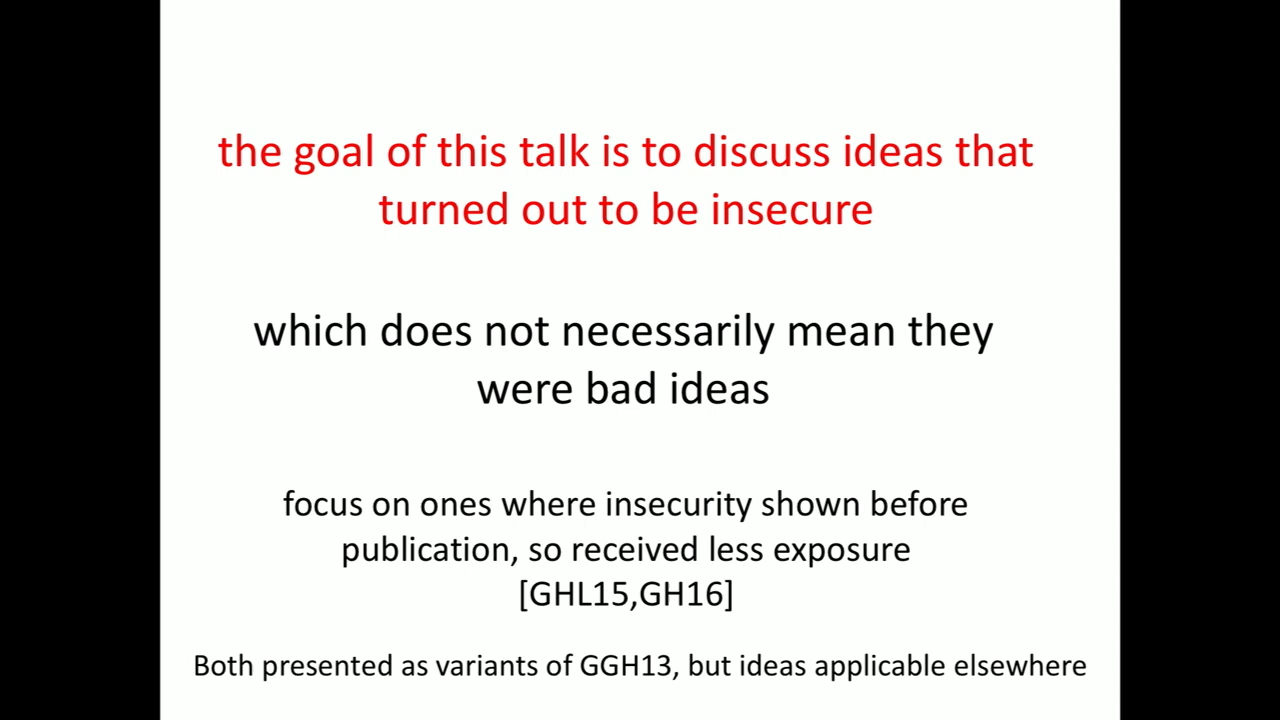 the goal of this talk is to discuss ideas that
turned out to be insecure
which does not necessarily mean they
were bad ideas
focus on ones where insecurity shown before
publication, so received less exposure
[GHL15,GH16]
Both presented as variants of GGH13, but ideas applicable elsewhere